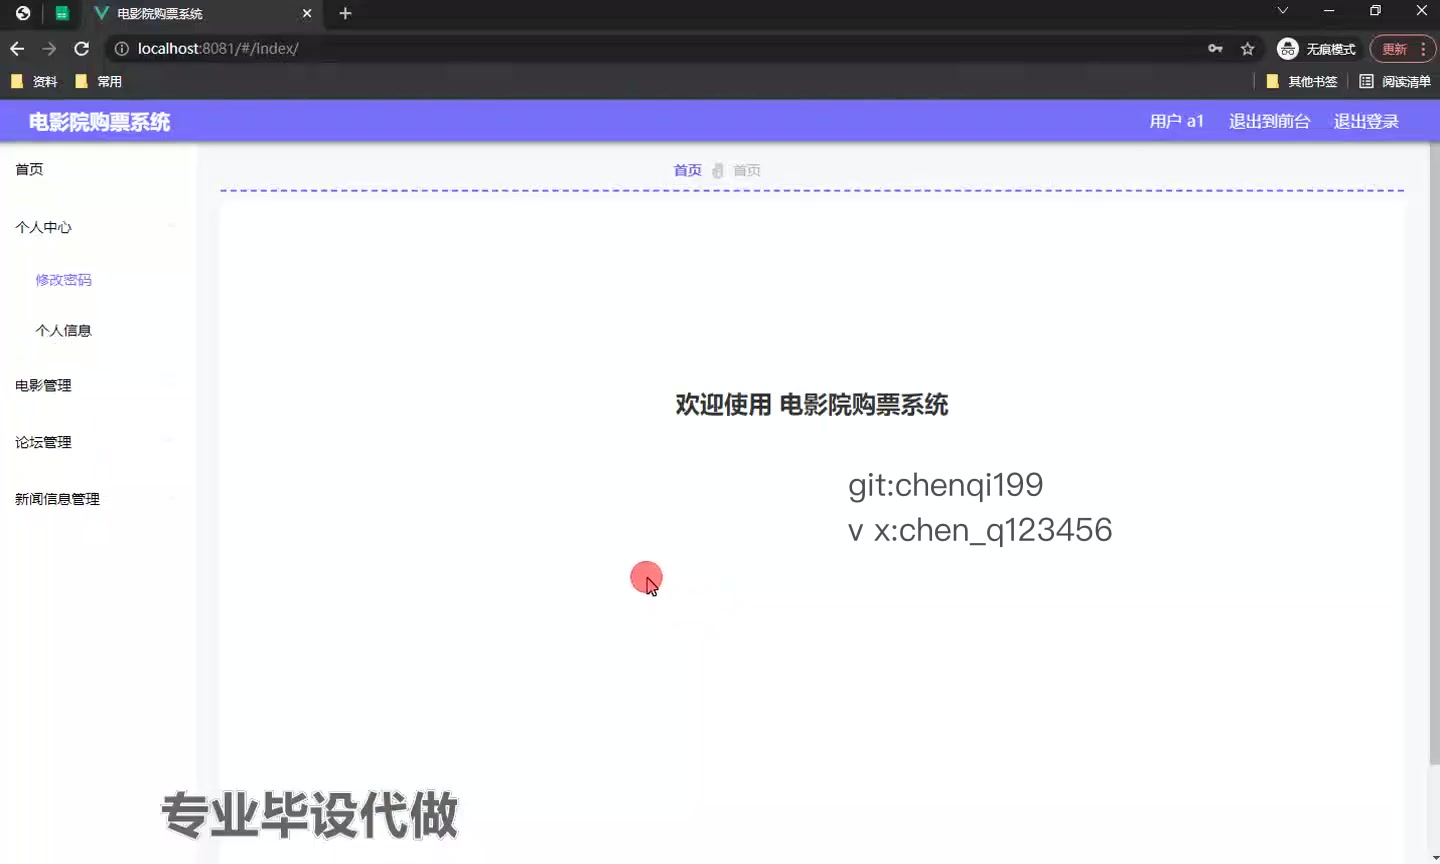 电影院购票系统
localhost:8081/#/index/
无痕模式
更新
资料
常用
其他书签
阅读清单
电影院购票系统
用户 a1
退出到前台
退出登录
首页
首页
首页
个人中心
修改密码
个人信息
电影管理
论坛管理
新闻信息管理
欢迎使用 电影院购票系统
git:chenqi199
v x:chen_q123456
专业毕设代做